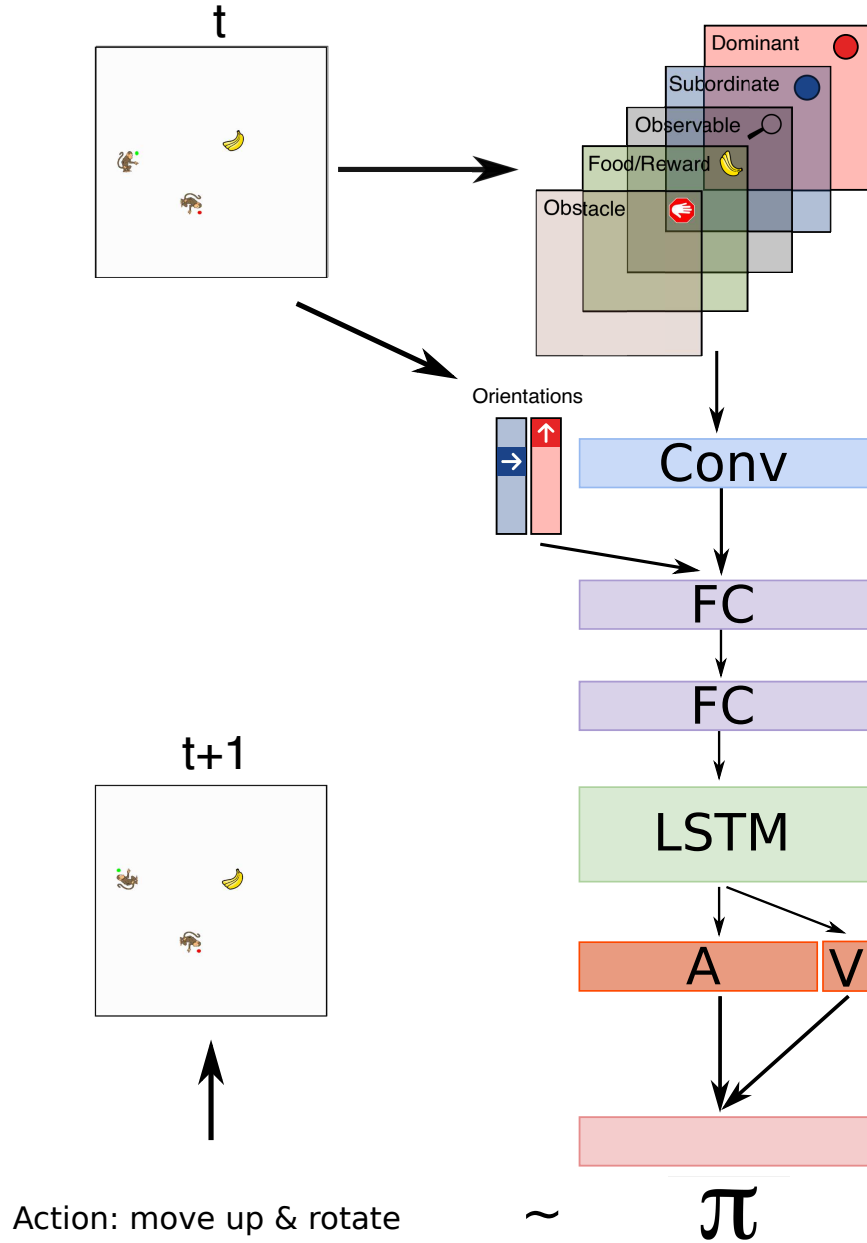 t
Dominant
Subordinate
Observable
Food/Reward
Obstacle
Orientations
Conv
FC
FC
t+1
LSTM
A V
Action: move up & rotate ~ π